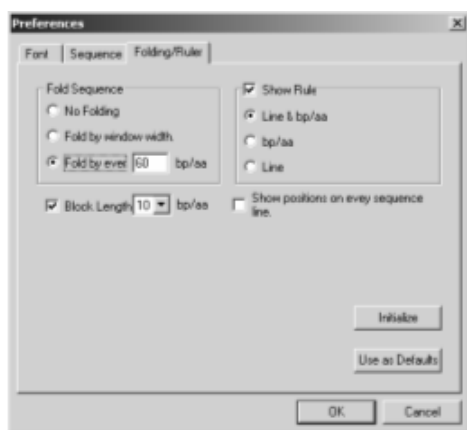 Preferences
Font Sequence Folding/Ruler
Fold Sequence
No Folding
Fold by window width.
Fold by ever 60 bp/aa
Block Length 10 bp/aa
Show Rule
Line & bp/aa
bp/aa
Line
Show positions on evey sequence
line.
Initialize
Use as Defaults
OK Cancel